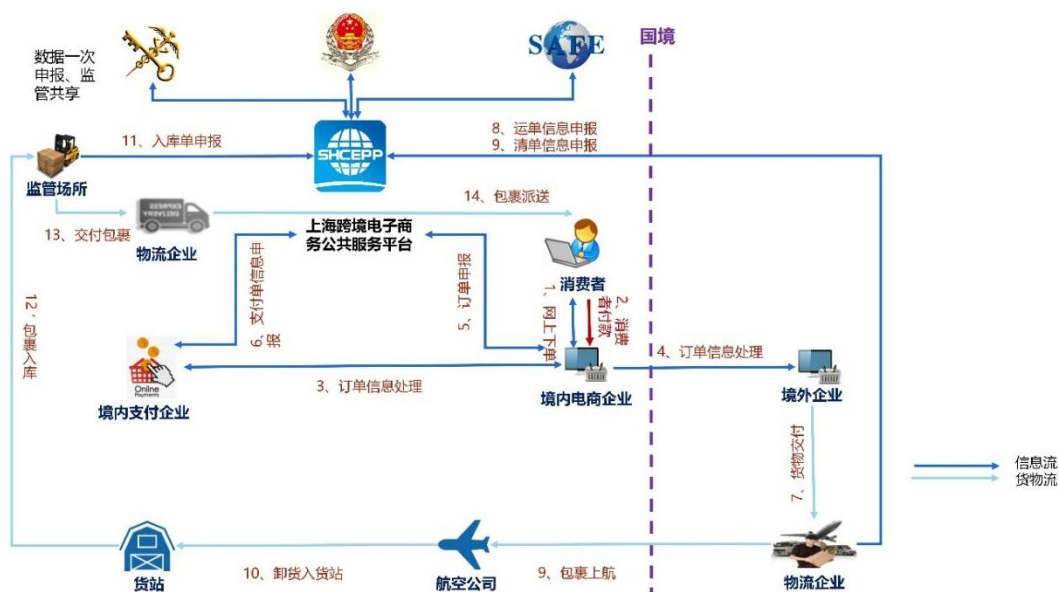 国境
数据一次
申报、监
管共享
SAFE
11、入库单申报
SHCEPP
8、运单信息申报
9、清单信息申报
监管场所
14、包裹派送
13、交付包裹
物流企业
上海跨境电子商
务公共服务平台
消费者
12、包裹入库
6、支付单信息申
报
5、订单申报
1、网上下单
2、消费
者付款
4、订单信息处理
Online
Payments
3、订单信息处理
境内支付企业
境内电商企业
境外企业
7、货物交付
信息流
货物流
货站
10、卸货入货站
航空公司
9、包裹上航
物流企业